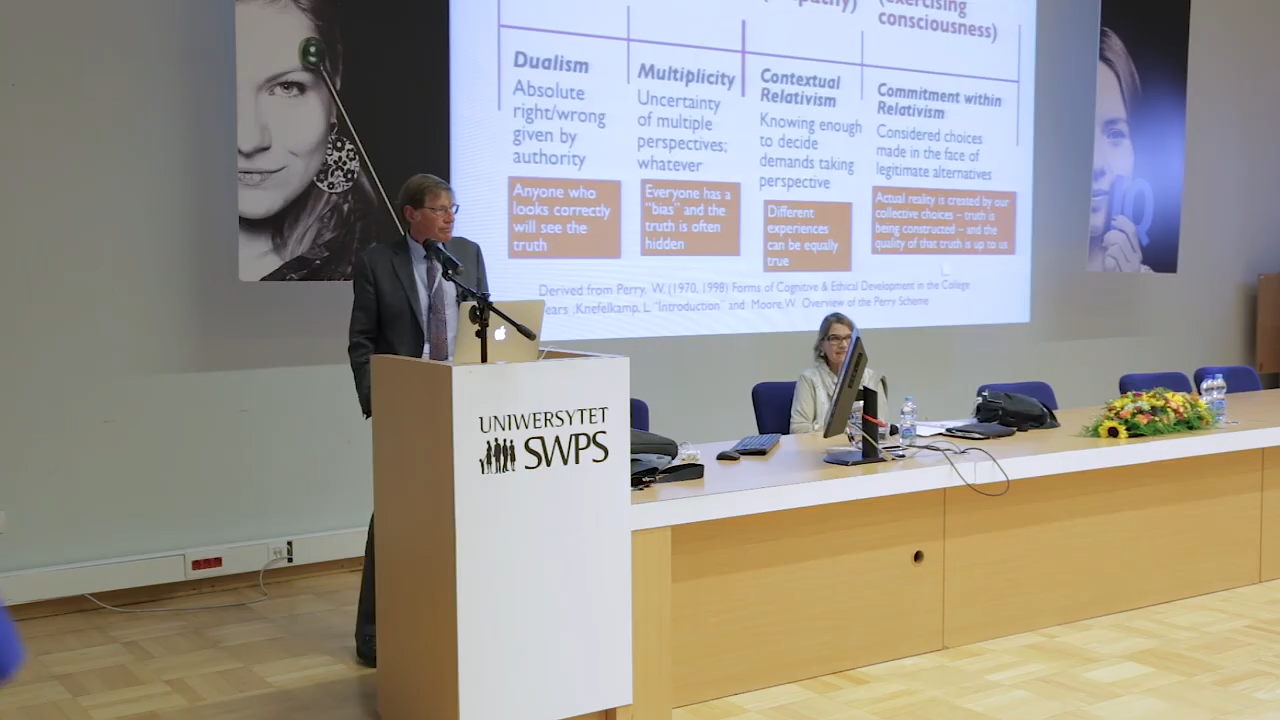 (exercising
consciousness)
Dualism
Absolute
right/wrong
given by
authority
Anyone who
looks correctly
will see the
truth
Multiplicity
Uncertainty
of multiple
perspectives;
whatever
Everyone has a
"bias" and the
truth is often
hidden
Contextual
Relativism
Knowing enough
to decide
demands taking
perspective
Different
experiences
can be equally
true
Commitment within
Relativism
Considered choices
made in the face of
legitimate alternatives
Actual reality is created by our
collective choices – truth is
being constructed – and the
quality of that truth is up to us
Derived from Perry, W. (1970, 1998) Forms of Cognitive & Ethical Development in the College
Years ,Knefelkamp, L. "Introduction" and Moore,W. Overview of the Perry Scheme
UNIWERSYTET
SWPS